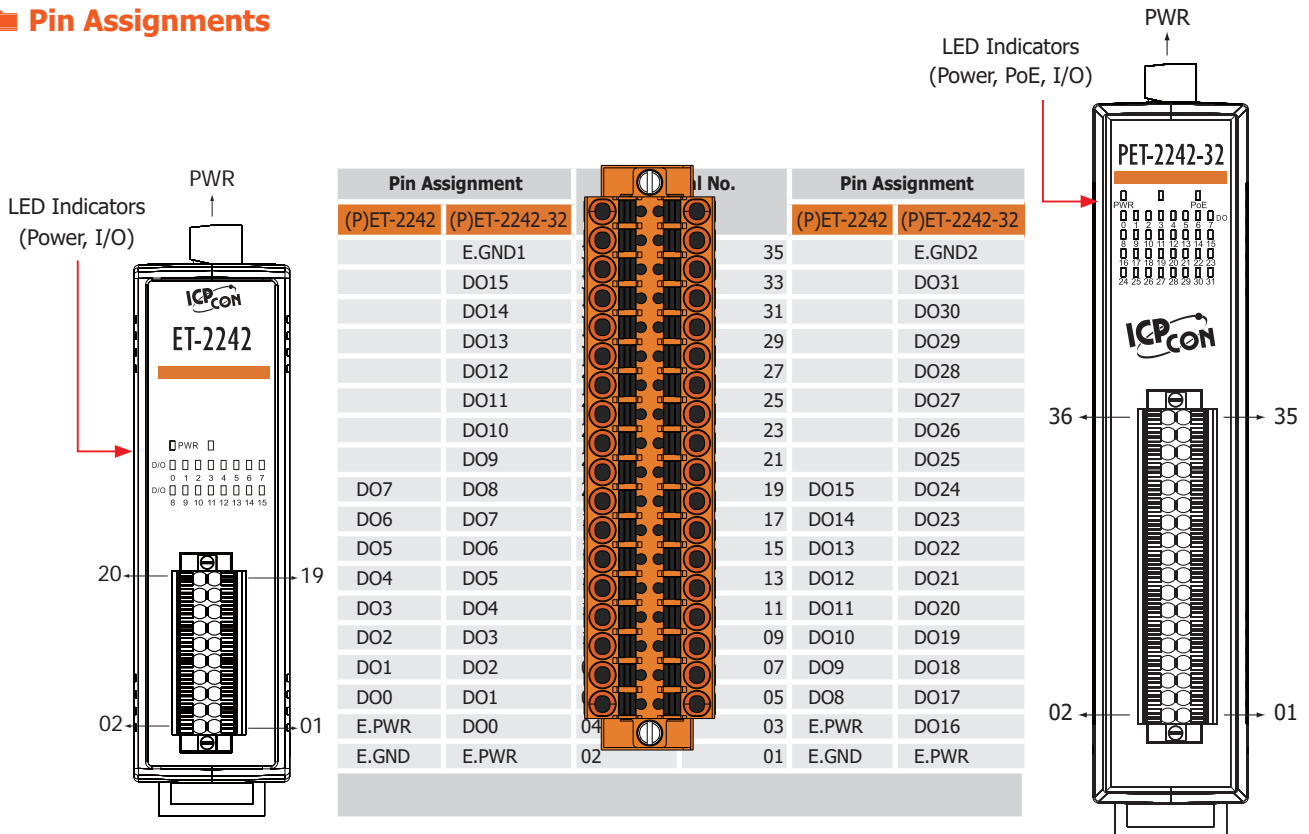 Pin Assignments
PWR
LED Indicators
(Power, PoE, I/O)
PET-2242-32
PWR PoE
0 1 2 3 4 5 6 7 DO
8 9 10 11 12 13 14 15
16 17 18 19 20 21 22 23
24 25 26 27 28 29 30 31
ICP CON
36 35
02 01
PWR
LED Indicators
(Power, I/O)
ICP CON
ET-2242
PWR
D/O
0 1 2 3 4 5 6 7
D/O
8 9 10 11 12 13 14 15
20 19
02 01
Pin Assignment No. Pin Assignment
(P)ET-2242 (P)ET-2242-32 (P)ET-2242 (P)ET-2242-32
E.GND1 35 E.GND2
DO15 33 DO31
DO14 31 DO30
DO13 29 DO29
DO12 27 DO28
DO11 25 DO27
DO10 23 DO26
DO9 21 DO25
DO7 DO8 19 DO15 DO24
DO6 DO7 17 DO14 DO23
DO5 DO6 15 DO13 DO22
DO4 DO5 13 DO12 DO21
DO3 DO4 11 DO11 DO20
DO2 DO3 09 DO10 DO19
DO1 DO2 07 DO9 DO18
DO0 DO1 05 DO8 DO17
E.PWR DO0 04 03 E.PWR DO16
E.GND E.PWR 02 01 E.GND E.PWR